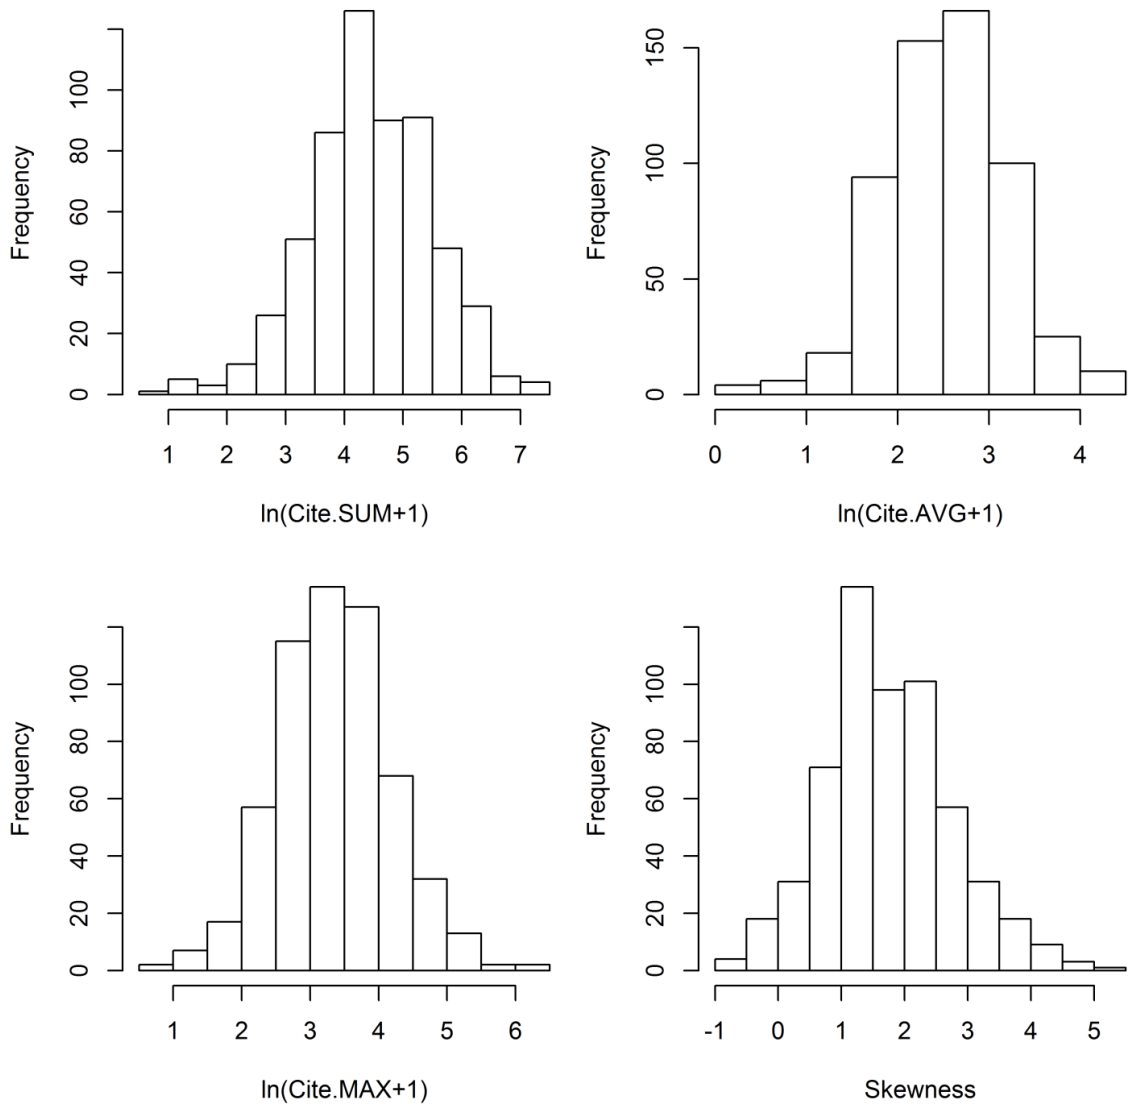 Frequency
0 20 40 60 80 100
1 2 3 4 5 6 7
ln(Cite.SUM+1)
Frequency
0 50 100 150
0 1 2 3 4
ln(Cite.AVG+1)
Frequency
0 20 40 60 80 100
1 2 3 4 5 6
ln(Cite.MAX+1)
Frequency
0 20 40 60 80 100
-1 0 1 2 3 4 5
Skewness